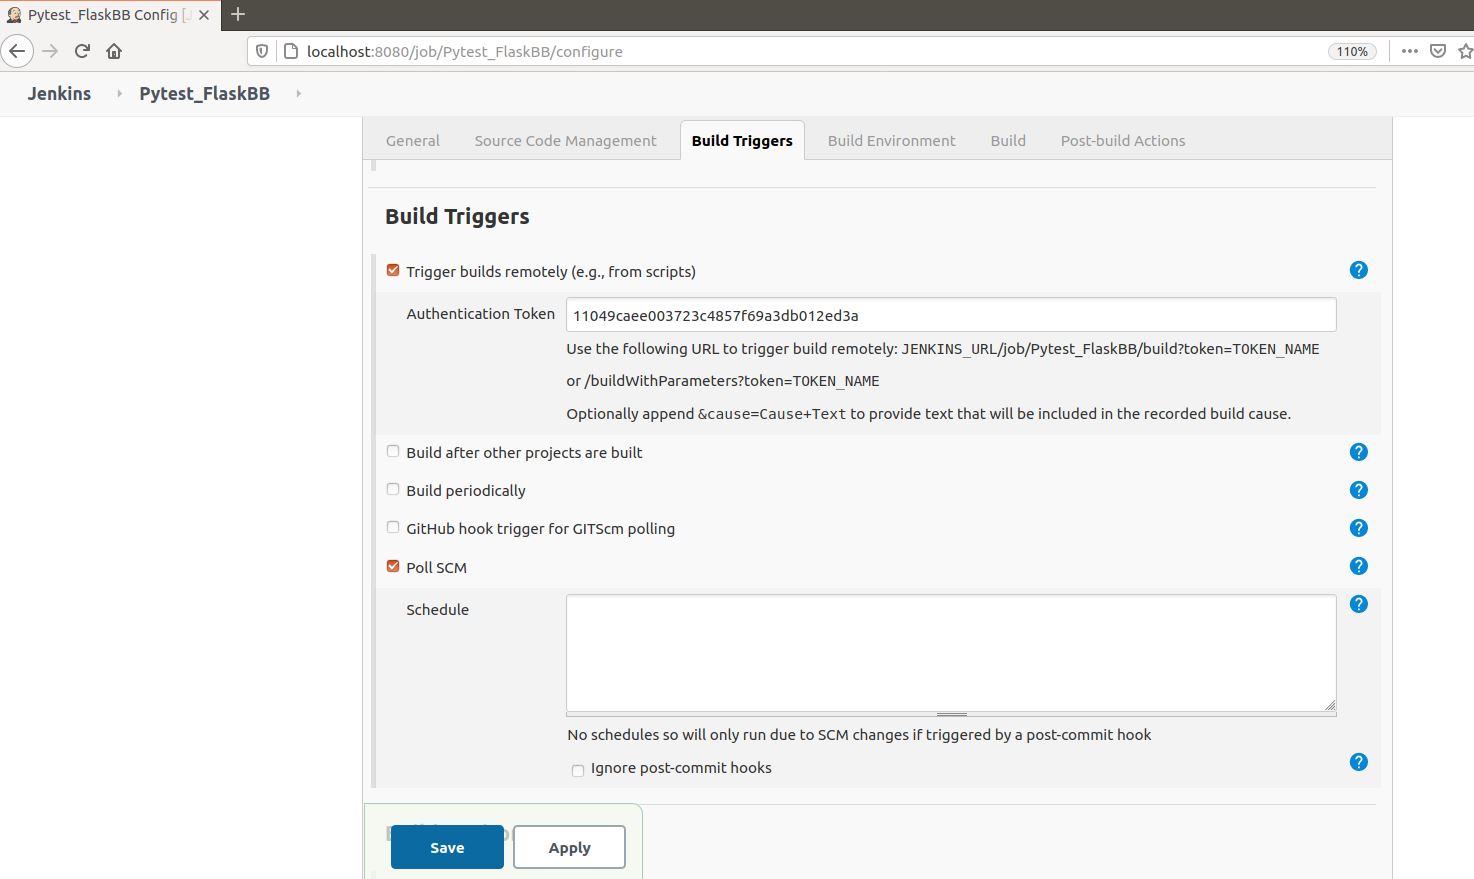 Pytest_FlaskBB Config [J
localhost:8080/job/Pytest_FlaskBB/configure
110%
Jenkins
Pytest_FlaskBB
General
Source Code Management
Build Triggers
Build Environment
Build
Post-build Actions
Build Triggers
Trigger builds remotely (e.g., from scripts)
?
Authentication Token
11049caee003723c4857f69a3db012ed3a
Use the following URL to trigger build remotely: JENKINS_URL/job/Pytest_FlaskBB/build?token=TOKEN_NAME
or /buildWithParameters?token=TOKEN_NAME
Optionally append &cause=Cause+Text to provide text that will be included in the recorded build cause.
Build after other projects are built
?
Build periodically
?
GitHub hook trigger for GITScm polling
?
Poll SCM
?
Schedule
?
No schedules so will only run due to SCM changes if triggered by a post-commit hook
Ignore post-commit hooks
?
Save
Apply